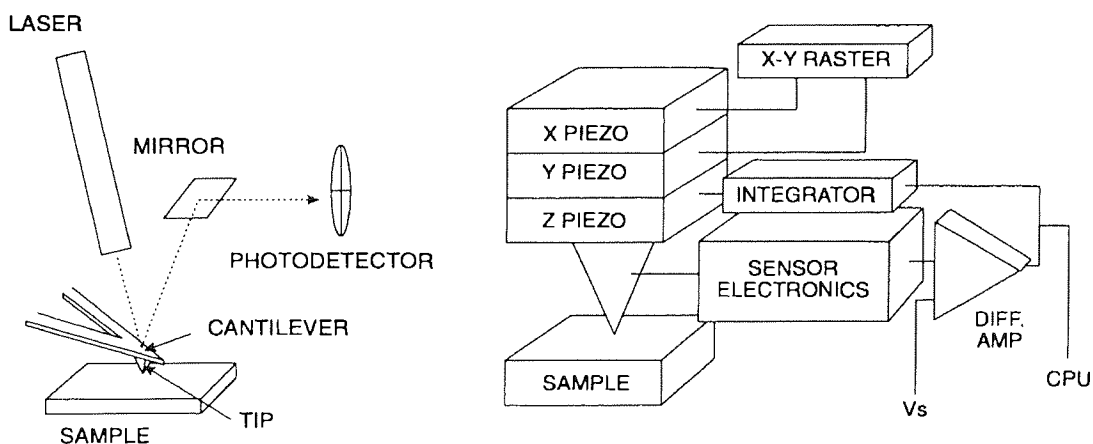 LASER
MIRROR
PHOTODETECTOR
CANTILEVER
TIP
SAMPLE
X-Y RASTER
X PIEZO
Y PIEZO
Z PIEZO
INTEGRATOR
SENSOR
ELECTRONICS
DIFF.
AMP
SAMPLE
Vs
CPU